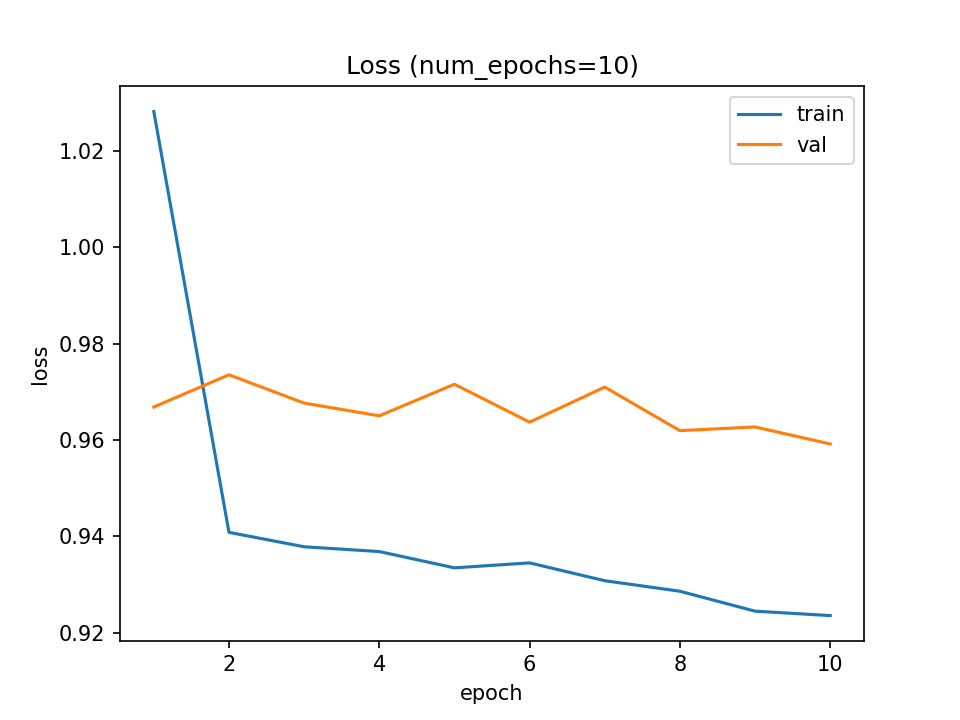 Loss (num_epochs=10)
train
val
1.02
1.00
0.98
0.96
0.94
0.92
loss
2 4 6 8 10
epoch